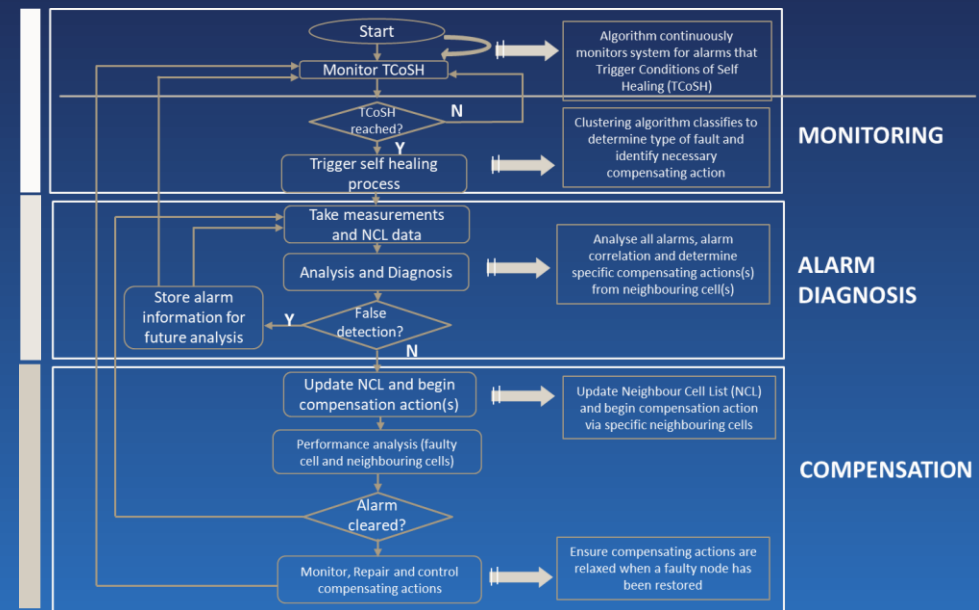 Start
Monitor TCoSH
Algorithm continuously
monitors system for alarms that
Trigger Conditions of Self
Healing (TCoSH)
TCoSH
reached?
N
Y
Trigger self healing
process
Clustering algorithm classifies to
determine type of fault and
identify necessary
compensating action
MONITORING
Take measurements
and NCL data
Analysis and Diagnosis
Analyse all alarms, alarm
correlation and determine
specific compensating actions(s)
from neighbouring cell(s)
ALARM
DIAGNOSIS
Store alarm
information for
future analysis
Y
False
detection?
N
Update NCL and begin
compensation action(s)
Update Neighbour Cell List (NCL)
and begin compensation action
via specific neighbouring cells
Performance analysis (faulty
cell and neighbouring cells)
COMPENSATION
Alarm
cleared?
Monitor, Repair and control
compensating actions
Ensure compensating actions are
relaxed when a faulty node has
been restored